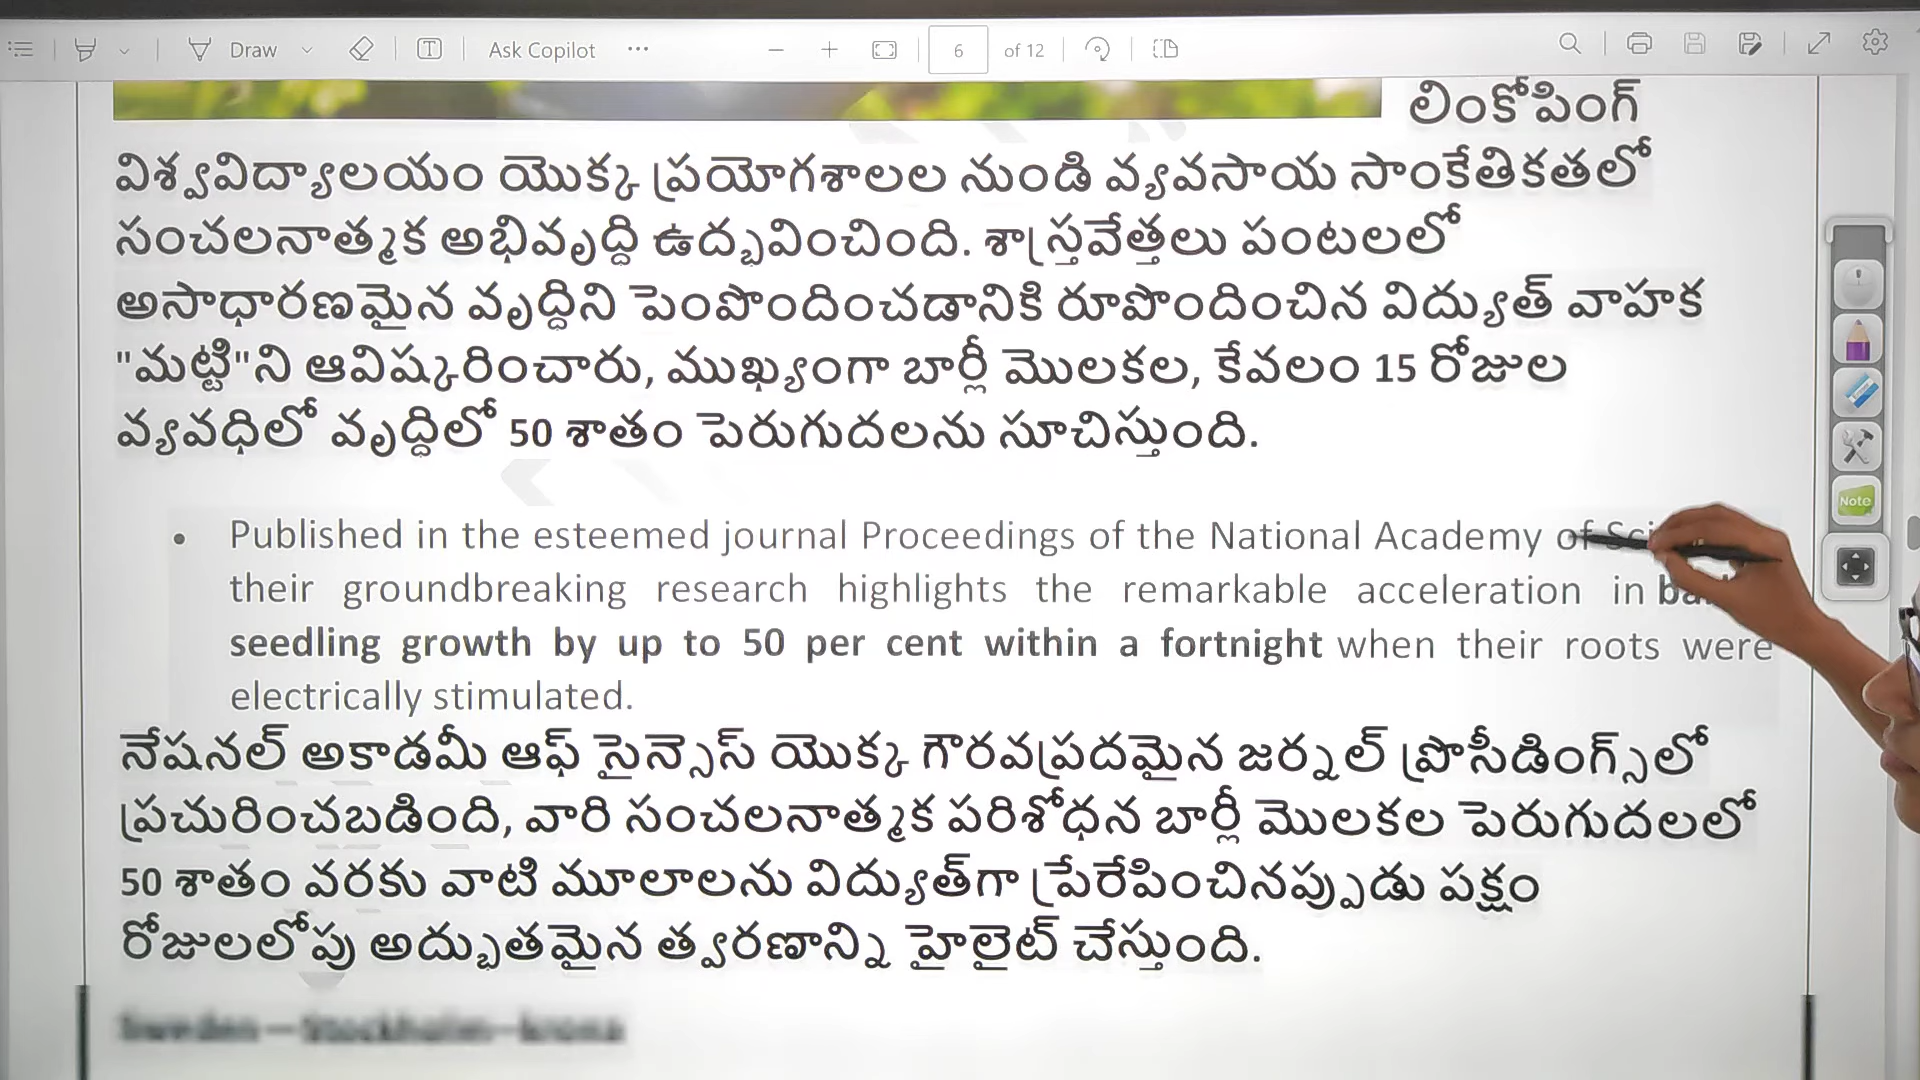 Draw
Ask Copilot
6 of 12
లింకోపింగ్
విశ్వవిద్యాలయం యొక్క ప్రయోగశాలల నుండి వ్యవసాయ సాంకేతికతలో
సంచలనాత్మక అభివృద్ధి ఉద్భవించింది. శాస్త్రవేత్తలు పంటలలో
అసాధారణమైన వృద్ధిని పెంపొందించడానికి రూపొందించిన విద్యుత్ వాహక
"మట్టి"ని ఆవిష్కరించారు, ముఖ్యంగా బార్లీ మొలకల, కేవలం 15 రోజుల
వ్యవధిలో వృద్ధిలో 50 శాతం పెరుగుదలను సూచిస్తుంది.
Note
• Published in the esteemed journal Proceedings of the National Academy of
their groundbreaking research highlights the remarkable acceleration in
seedling growth by up to 50 per cent within a fortnight when their roots were
electrically stimulated.
నేషనల్ అకాడమీ ఆఫ్ సైన్సెస్ యొక్క గౌరవప్రదమైన జర్నల్ ప్రొసీడింగ్స్‌లో
ప్రచురించబడింది, వారి సంచలనాత్మక పరిశోధన బార్లీ మొలకల పెరుగుదలలో
50 శాతం వరకు వాటి మూలాలను విద్యుత్‌గా ప్రేరేపించినప్పుడు పక్షం
రోజులలోపు అద్భుతమైన త్వరణాన్ని హైలైట్ చేస్తుంది.
Sweden – Stockholm – krona